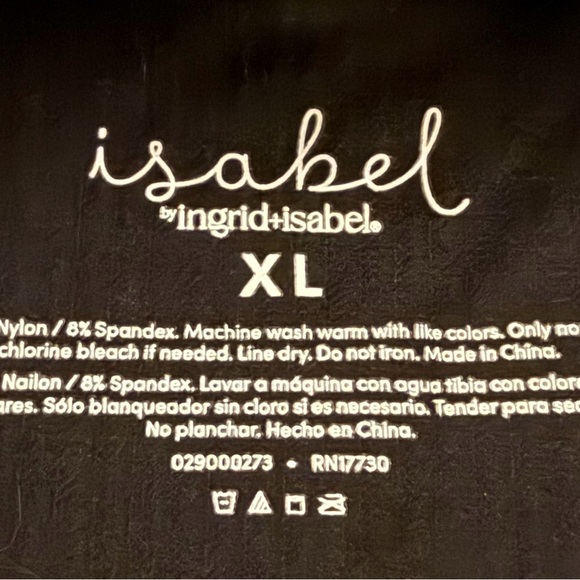 isabel
by ingrid+isabel®
XL
Nylon / 8% Spandex. Machine wash warm with like colors. Only no
chlorine bleach if needed. Line dry. Do not iron. Made in China.
Nailon / 8% Spandex. Lavar a máquina con agua tibia con colore
ares. Sólo blanqueador sin cloro si es necesario. Tender para sec
No planchar. Hecho en China.
029000273 • RN17730